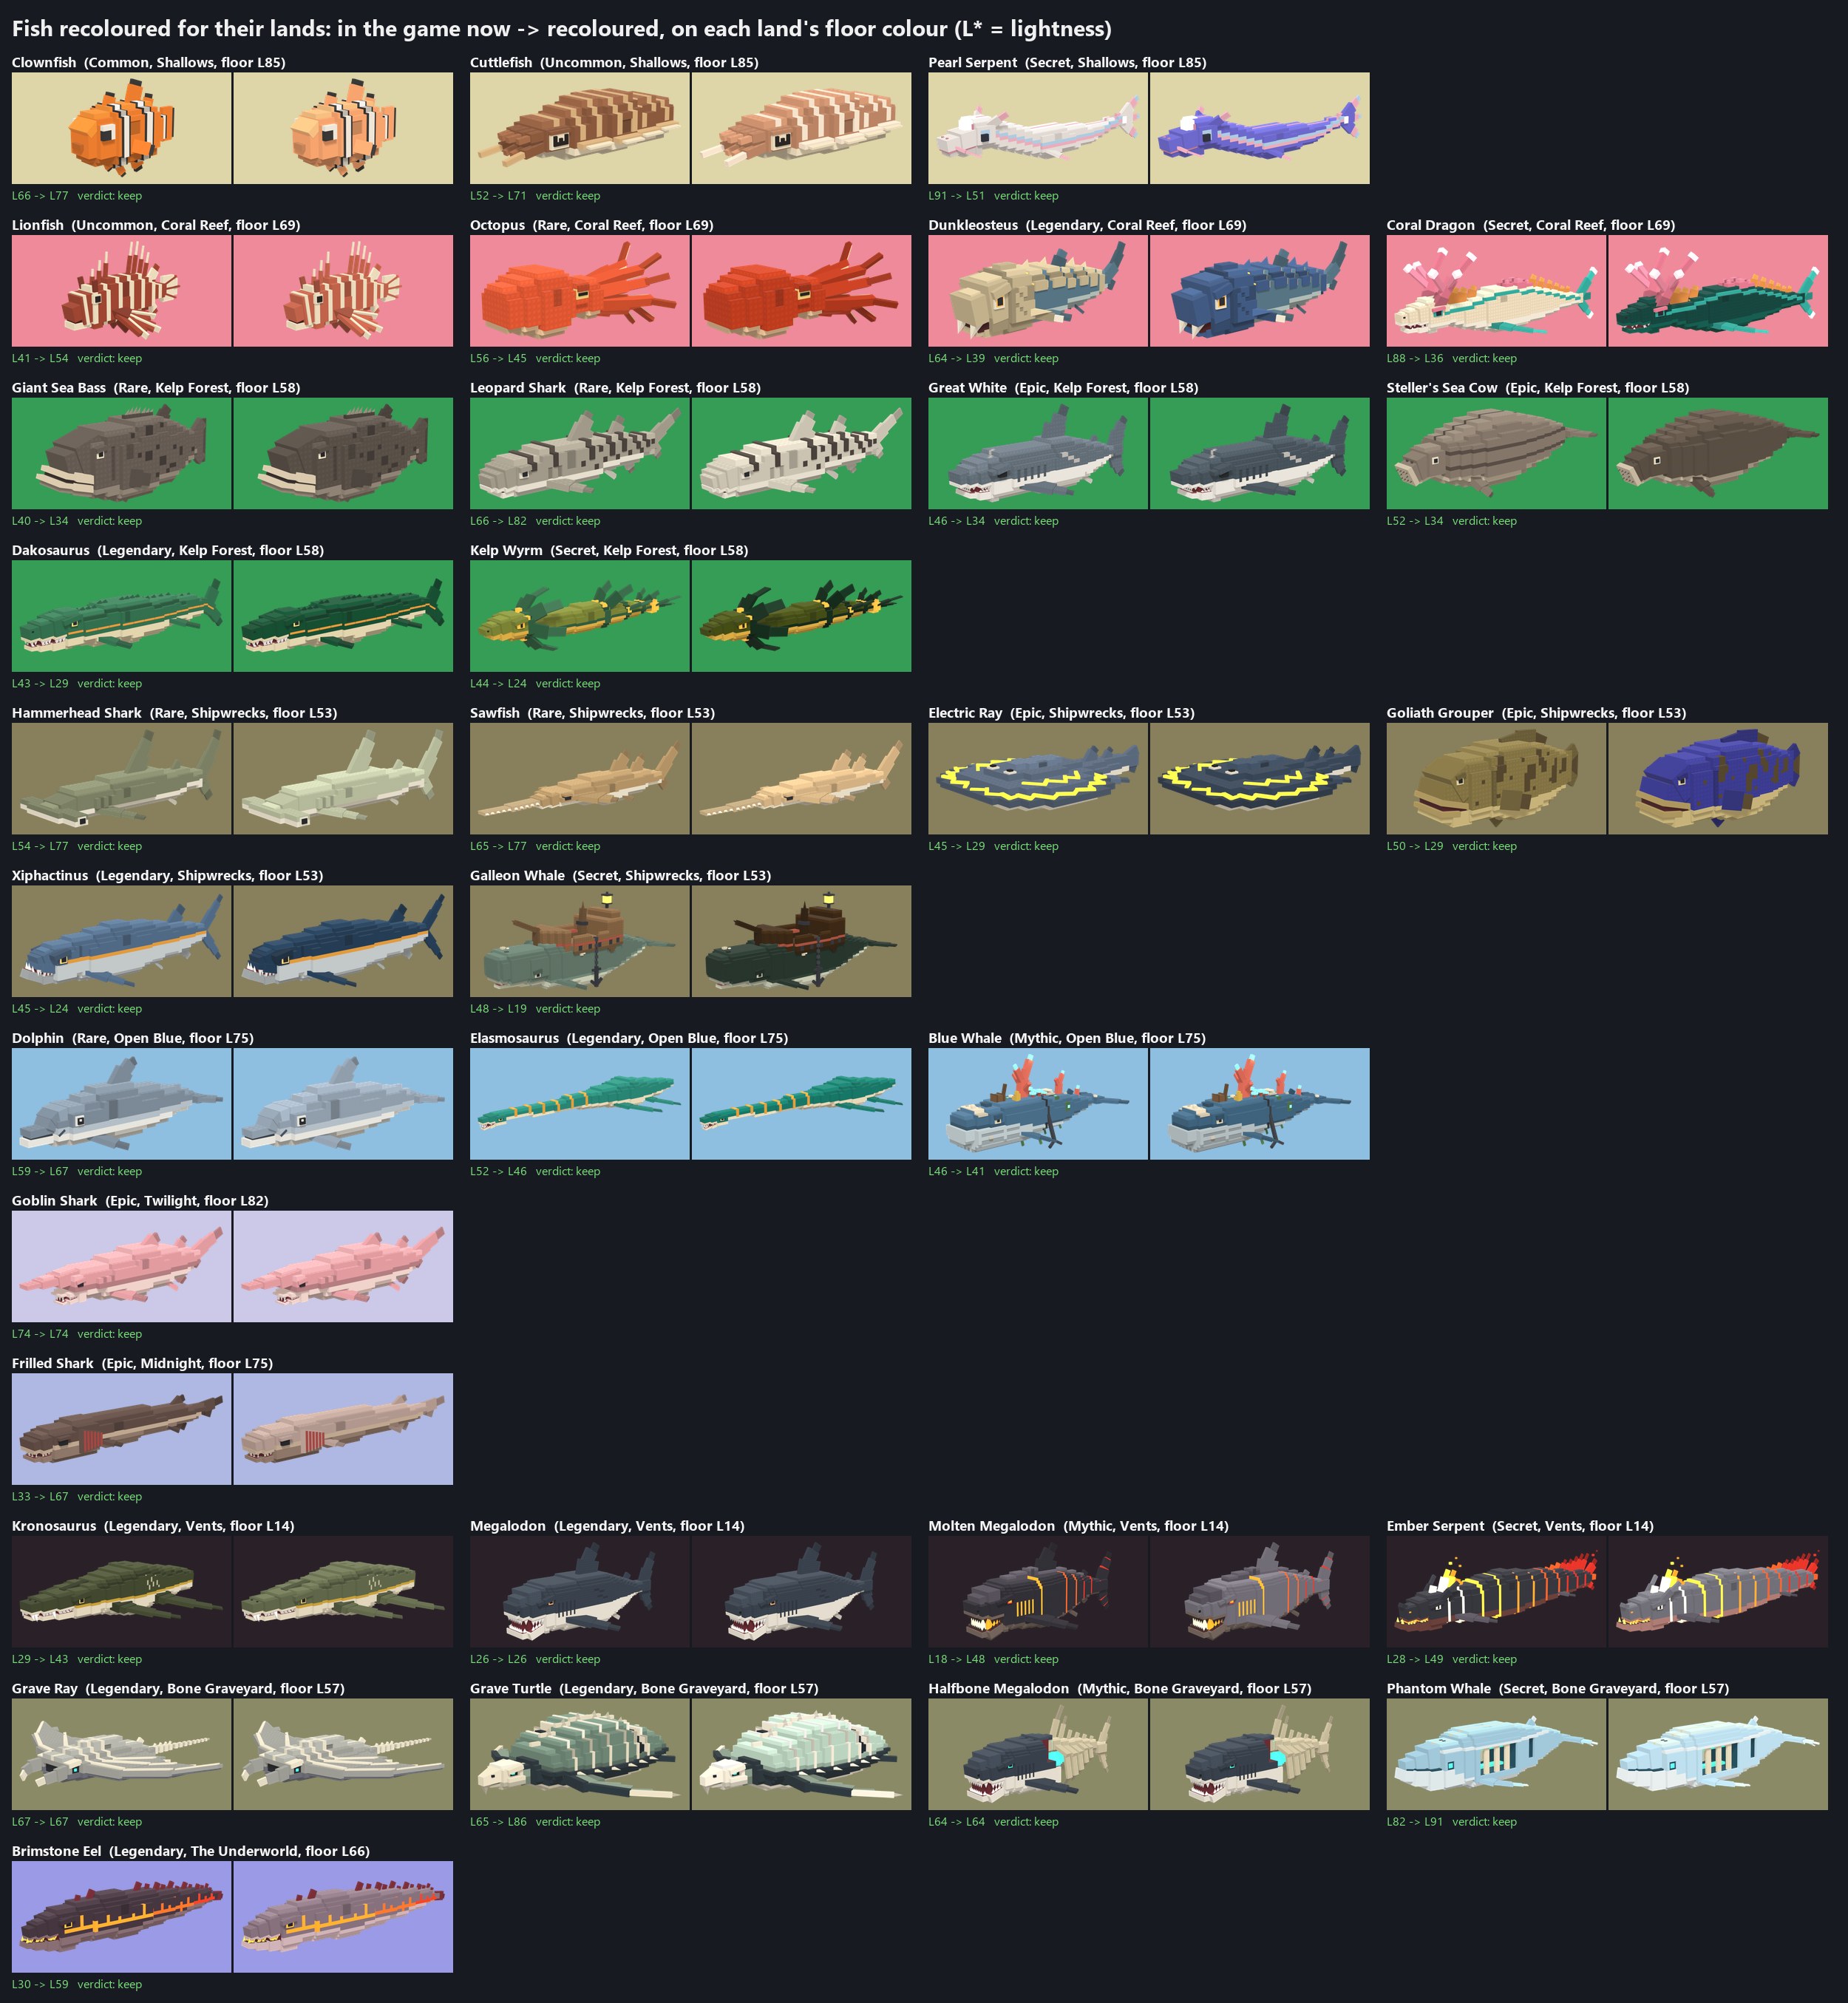 Fish recoloured for their lands: in the game now -> recoloured, on each land's floor colour (L* = lightness)
Clownfish (Common, Shallows, floor L85)
Cuttlefish (Uncommon, Shallows, floor L85)
Pearl Serpent (Secret, Shallows, floor L85)
L66 -> L77 verdict: keep
L52 -> L71 verdict: keep
L91 -> L51 verdict: keep
Lionfish (Uncommon, Coral Reef, floor L69)
Octopus (Rare, Coral Reef, floor L69)
Dunkleosteus (Legendary, Coral Reef, floor L69)
Coral Dragon (Secret, Coral Reef, floor L69)
L41 -> L54 verdict: keep
L56 -> L45 verdict: keep
L64 -> L39 verdict: keep
L88 -> L36 verdict: keep
Giant Sea Bass (Rare, Kelp Forest, floor L58)
Leopard Shark (Rare, Kelp Forest, floor L58)
Great White (Epic, Kelp Forest, floor L58)
Steller's Sea Cow (Epic, Kelp Forest, floor L58)
L40 -> L34 verdict: keep
L66 -> L82 verdict: keep
L46 -> L34 verdict: keep
L52 -> L34 verdict: keep
Dakosaurus (Legendary, Kelp Forest, floor L58)
Kelp Wyrm (Secret, Kelp Forest, floor L58)
L43 -> L29 verdict: keep
L44 -> L24 verdict: keep
Hammerhead Shark (Rare, Shipwrecks, floor L53)
Sawfish (Rare, Shipwrecks, floor L53)
Electric Ray (Epic, Shipwrecks, floor L53)
Goliath Grouper (Epic, Shipwrecks, floor L53)
L54 -> L77 verdict: keep
L65 -> L77 verdict: keep
L45 -> L29 verdict: keep
L50 -> L29 verdict: keep
Xiphactinus (Legendary, Shipwrecks, floor L53)
Galleon Whale (Secret, Shipwrecks, floor L53)
L45 -> L24 verdict: keep
L48 -> L19 verdict: keep
Dolphin (Rare, Open Blue, floor L75)
Elasmosaurus (Legendary, Open Blue, floor L75)
Blue Whale (Mythic, Open Blue, floor L75)
L59 -> L67 verdict: keep
L52 -> L46 verdict: keep
L46 -> L41 verdict: keep
Goblin Shark (Epic, Twilight, floor L82)
L74 -> L74 verdict: keep
Frilled Shark (Epic, Midnight, floor L75)
L33 -> L67 verdict: keep
Kronosaurus (Legendary, Vents, floor L14)
Megalodon (Legendary, Vents, floor L14)
Molten Megalodon (Mythic, Vents, floor L14)
Ember Serpent (Secret, Vents, floor L14)
L29 -> L43 verdict: keep
L26 -> L26 verdict: keep
L18 -> L48 verdict: keep
L28 -> L49 verdict: keep
Grave Ray (Legendary, Bone Graveyard, floor L57)
Grave Turtle (Legendary, Bone Graveyard, floor L57)
Halfbone Megalodon (Mythic, Bone Graveyard, floor L57)
Phantom Whale (Secret, Bone Graveyard, floor L57)
L67 -> L67 verdict: keep
L65 -> L86 verdict: keep
L64 -> L64 verdict: keep
L82 -> L91 verdict: keep
Brimstone Eel (Legendary, The Underworld, floor L66)
L30 -> L59 verdict: keep